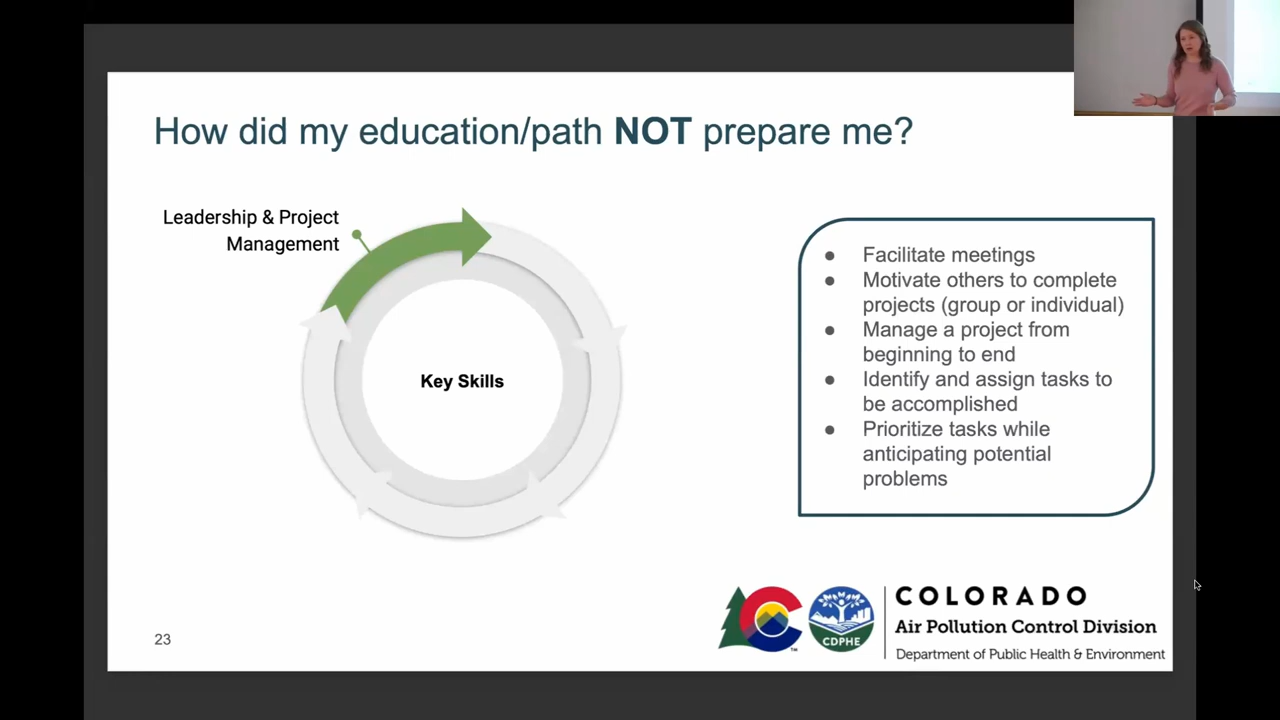 How did my education/path NOT prepare me?
Leadership & Project
Management
Key Skills
● Facilitate meetings
● Motivate others to complete
projects (group or individual)
● Manage a project from
beginning to end
● Identify and assign tasks to
be accomplished
● Prioritize tasks while
anticipating potential
problems
23
CDPHE
TM
COLORADO
Air Pollution Control Division
Department of Public Health & Environment